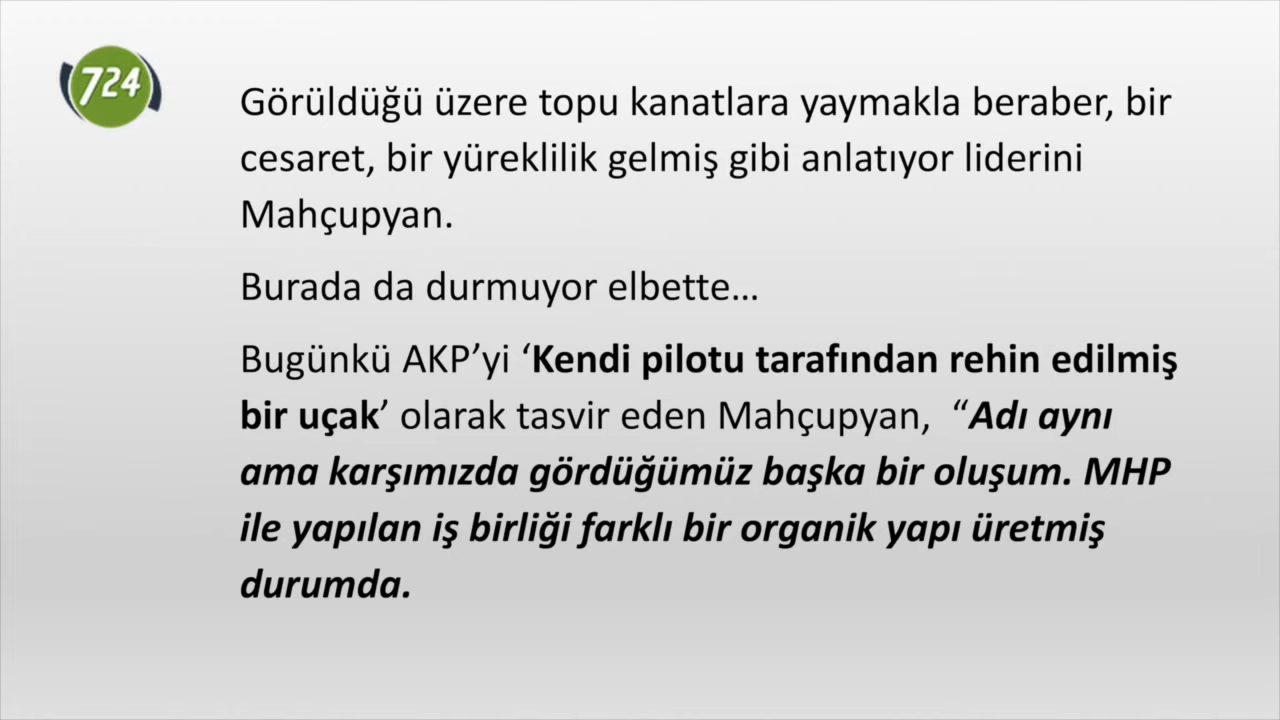 724
Görüldüğü üzere topu kanatlara yaymakla beraber, bir
cesaret, bir yüreklilik gelmiş gibi anlatıyor liderini
Mahçupyan.
Burada da durmuyor elbette…
Bugünkü AKP’yi ‘Kendi pilotu tarafından rehin edilmiş
bir uçak’ olarak tasvir eden Mahçupyan, “Adı aynı
ama karşımızda gördüğümüz başka bir oluşum. MHP
ile yapılan iş birliği farklı bir organik yapı üretmiş
durumda.